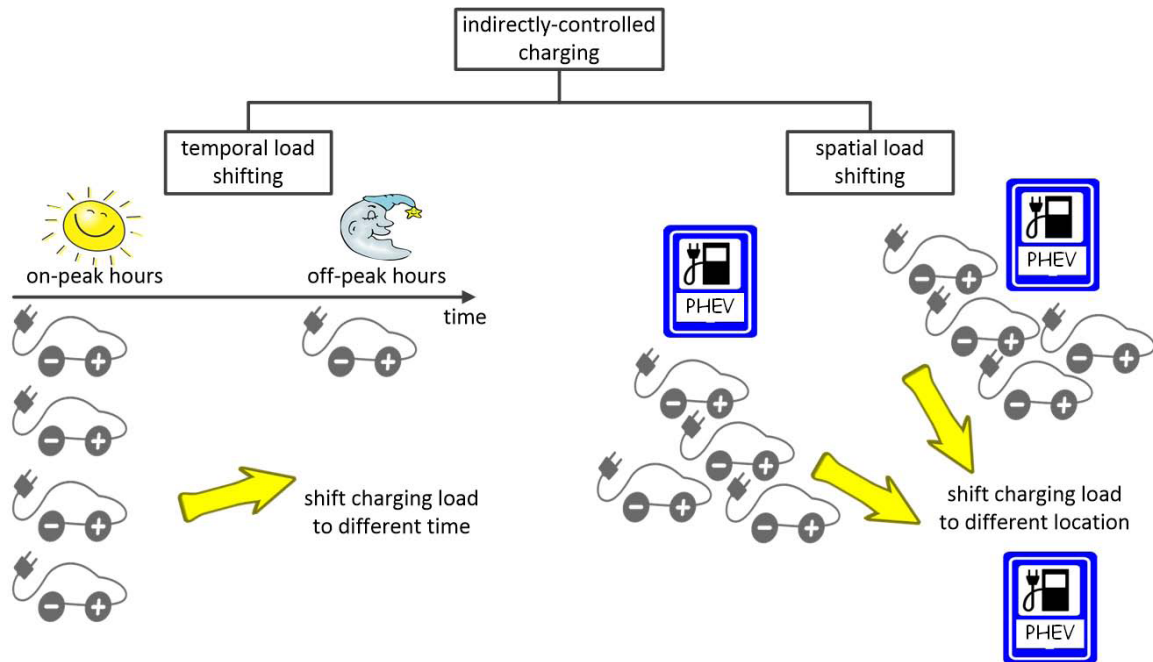 indirectly-controlled
charging
temporal load
shifting
spatial load
shifting
on-peak hours
off-peak hours
time
shift charging load
to different time
PHEV
PHEV
shift charging load
to different location
PHEV